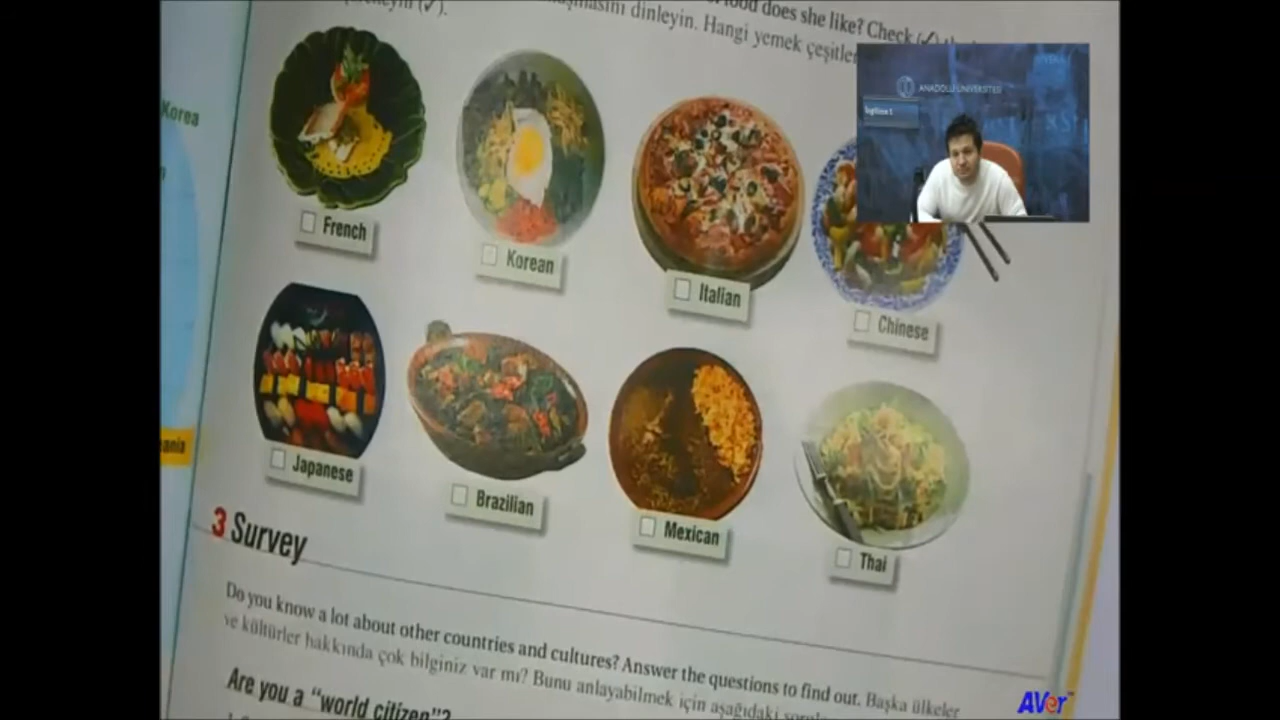 food does she like? Check (✓)
dinleyin. Hangi yemek çeşitler
Korea
ANADOLU ÜNİVERSİTESİ
French
Korean
Italian
Chinese
Japanese
Brazilian
Mexican
Thai
3 Survey
Do you know a lot about other countries and cultures? Answer the questions to find out. Başka ülkeler
ve kültürler hakkında çok bilginiz var mı? Bunu anlayabilmek için aşağıdaki
Are you a "world citizen"?
AVer